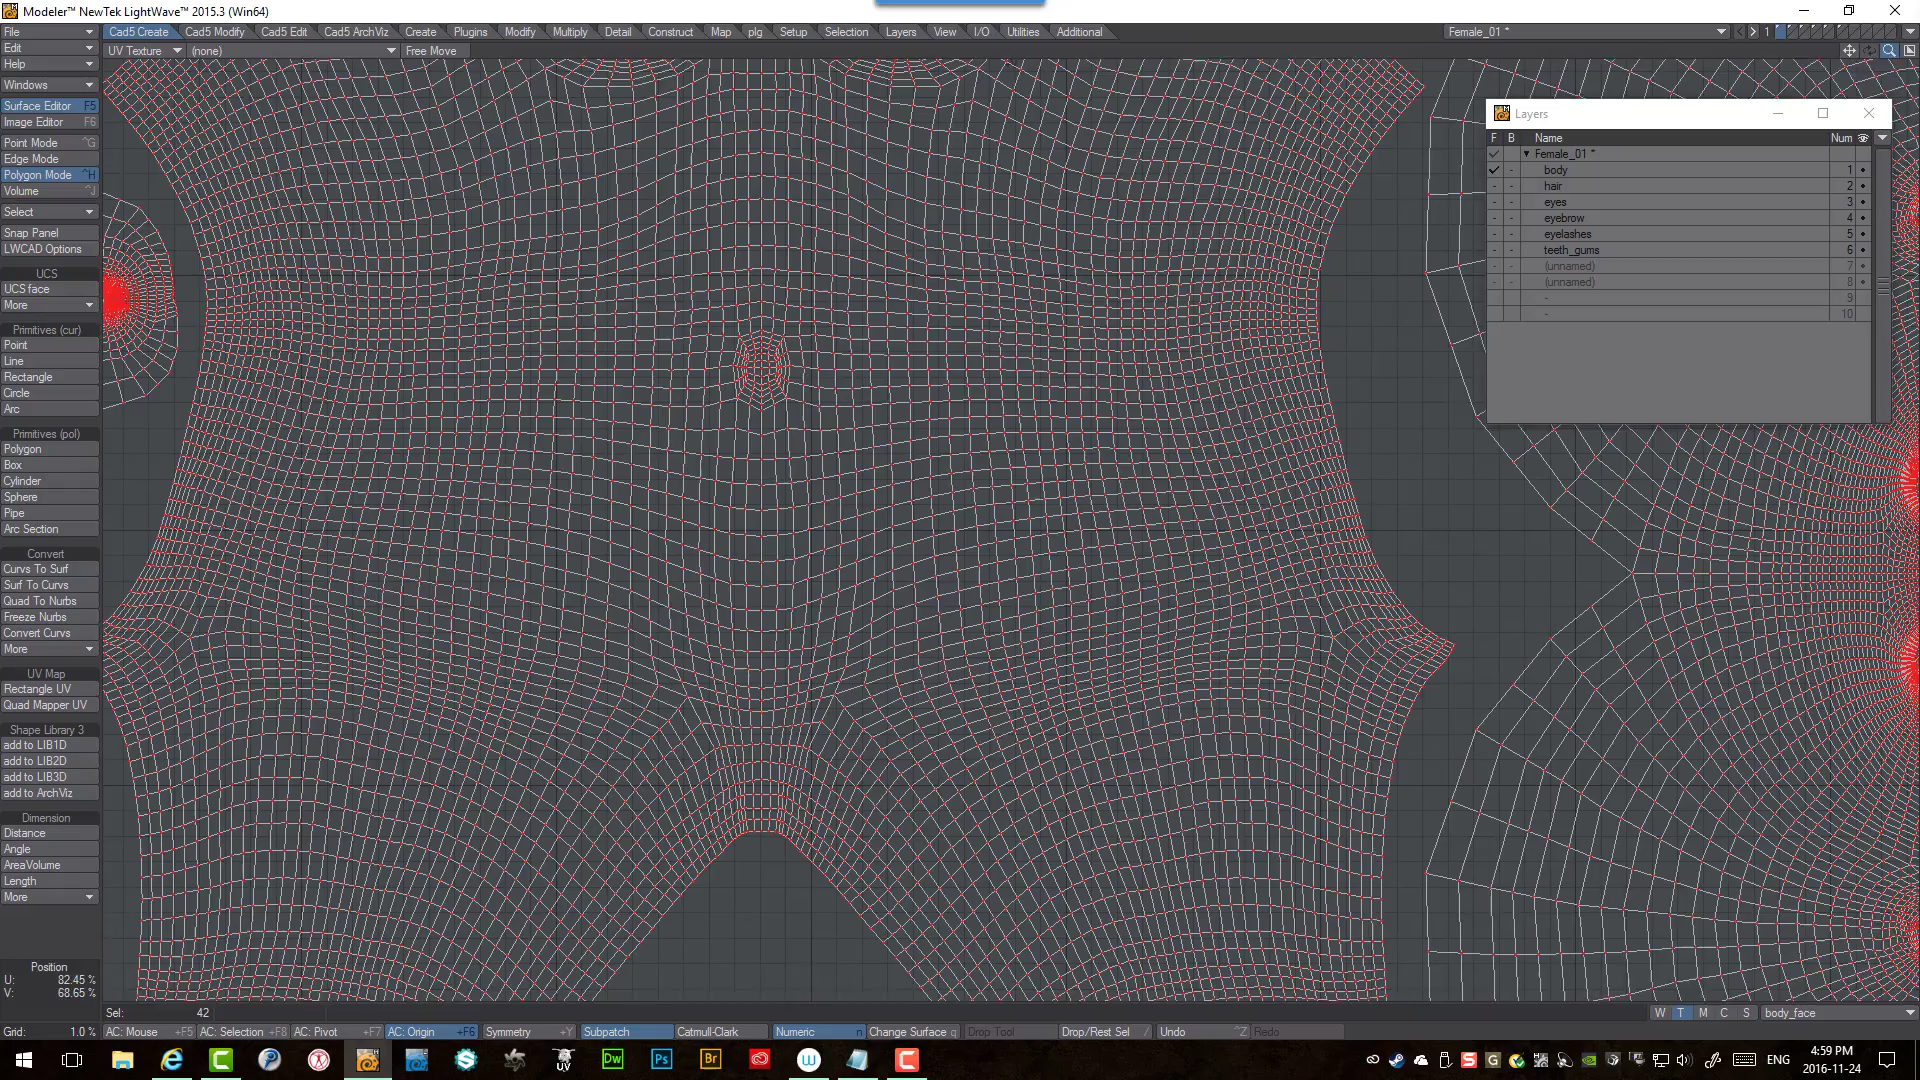 Modeler™ NewTek LightWave™ 2015.3 (Win64)
File
Cad5 Create Cad5 Modify Cad5 Edit Cad5 ArchViz Create Plugins Modify Multiply Detail Construct Map plg Setup Selection Layers View I/O Utilities Additional
Female_01 * 1
Edit
UV Texture (none) Free Move
Help
Windows
Surface Editor F5
Image Editor F6
Point Mode ^G
Edge Mode
Polygon Mode ^H
Volume ^J
Select
Snap Panel
LWCAD Options
UCS
UCS face
More
Primitives (cur)
Point
Line
Rectangle
Circle
Arc
Primitives (pol)
Polygon
Box
Cylinder
Sphere
Pipe
Arc Section
Convert
Curvs To Surf
Surf To Curvs
Quad To Nurbs
Freeze Nurbs
Convert Curvs
More
UV Map
Rectangle UV
Quad Mapper UV
Shape Library 3
add to LIB1D
add to LIB2D
add to LIB3D
add to ArchViz
Dimension
Distance
Angle
AreaVolume
Length
More
Position
U: 82.45 %
V: 68.65 %
Grid: 1.0 %
Layers
F B Name Num
Female_01 *
body 1
hair 2
eyes 3
eyebrow 4
eyelashes 5
teeth_gums 6
(unnamed) 7
(unnamed) 8
- 9
- 10
Sel: 42
W T M C S body_face
AC: Mouse +F5 AC: Selection +F8 AC: Pivot +F7 AC: Origin +F6 Symmetry +Y Subpatch Catmull-Clark Numeric n Change Surface q Drop Tool Drop/Rest Sel / Undo ^Z Redo
UV Dw Ps Br W
ENG
4:59 PM
2016-11-24